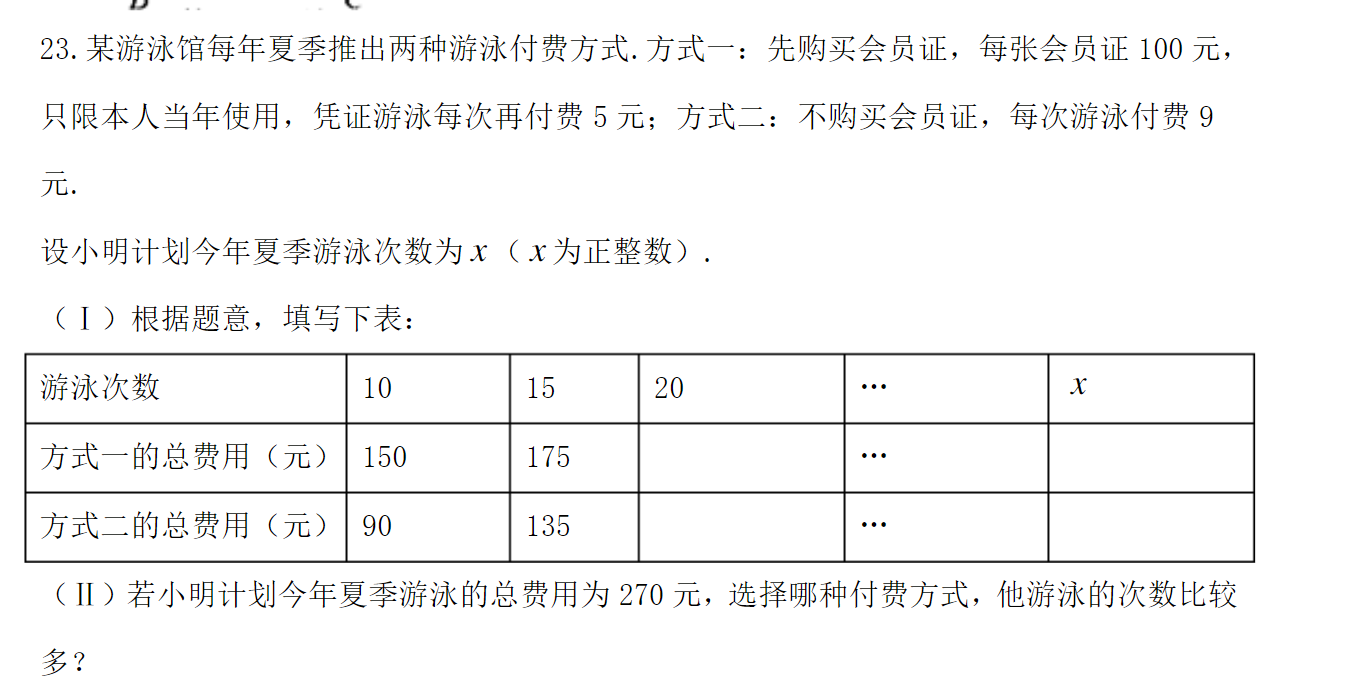 B C
23.某游泳馆每年夏季推出两种游泳付费方式.方式一：先购买会员证，每张会员证100元，
只限本人当年使用，凭证游泳每次再付费5元；方式二：不购买会员证，每次游泳付费9
元.
设小明计划今年夏季游泳次数为x（x为正整数）.
（Ⅰ）根据题意，填写下表：
游泳次数 10 15 20 … x
方式一的总费用（元） 150 175 …
方式二的总费用（元） 90 135 …
（Ⅱ）若小明计划今年夏季游泳的总费用为270元，选择哪种付费方式，他游泳的次数比较
多？